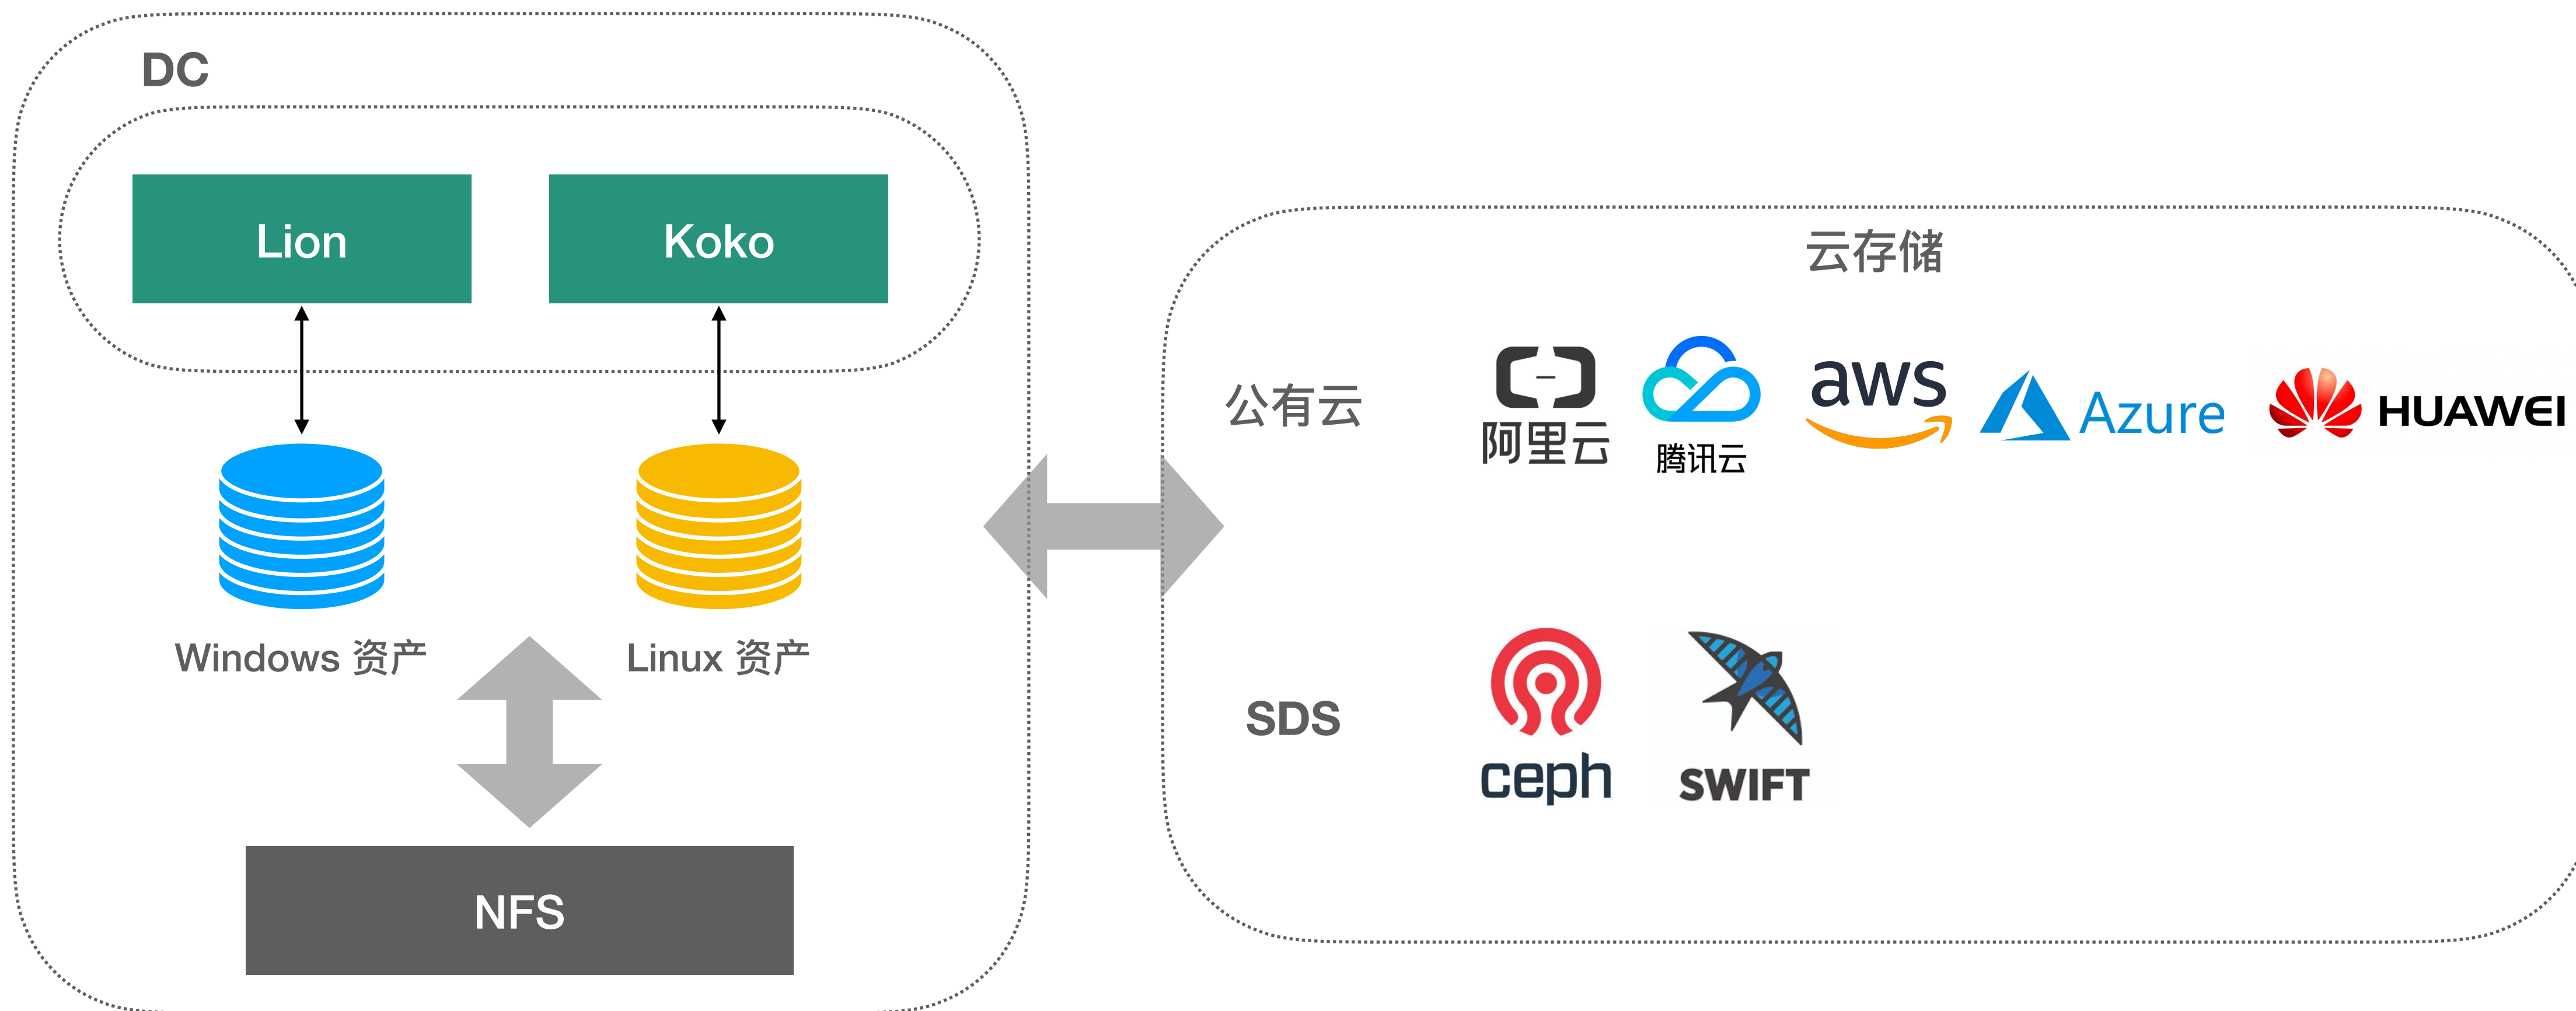 DC
Lion
Koko
Windows 资产
Linux 资产
NFS
云存储
公有云
阿里云
腾讯云
aws
Azure
HUAWEI
SDS
ceph
SWIFT